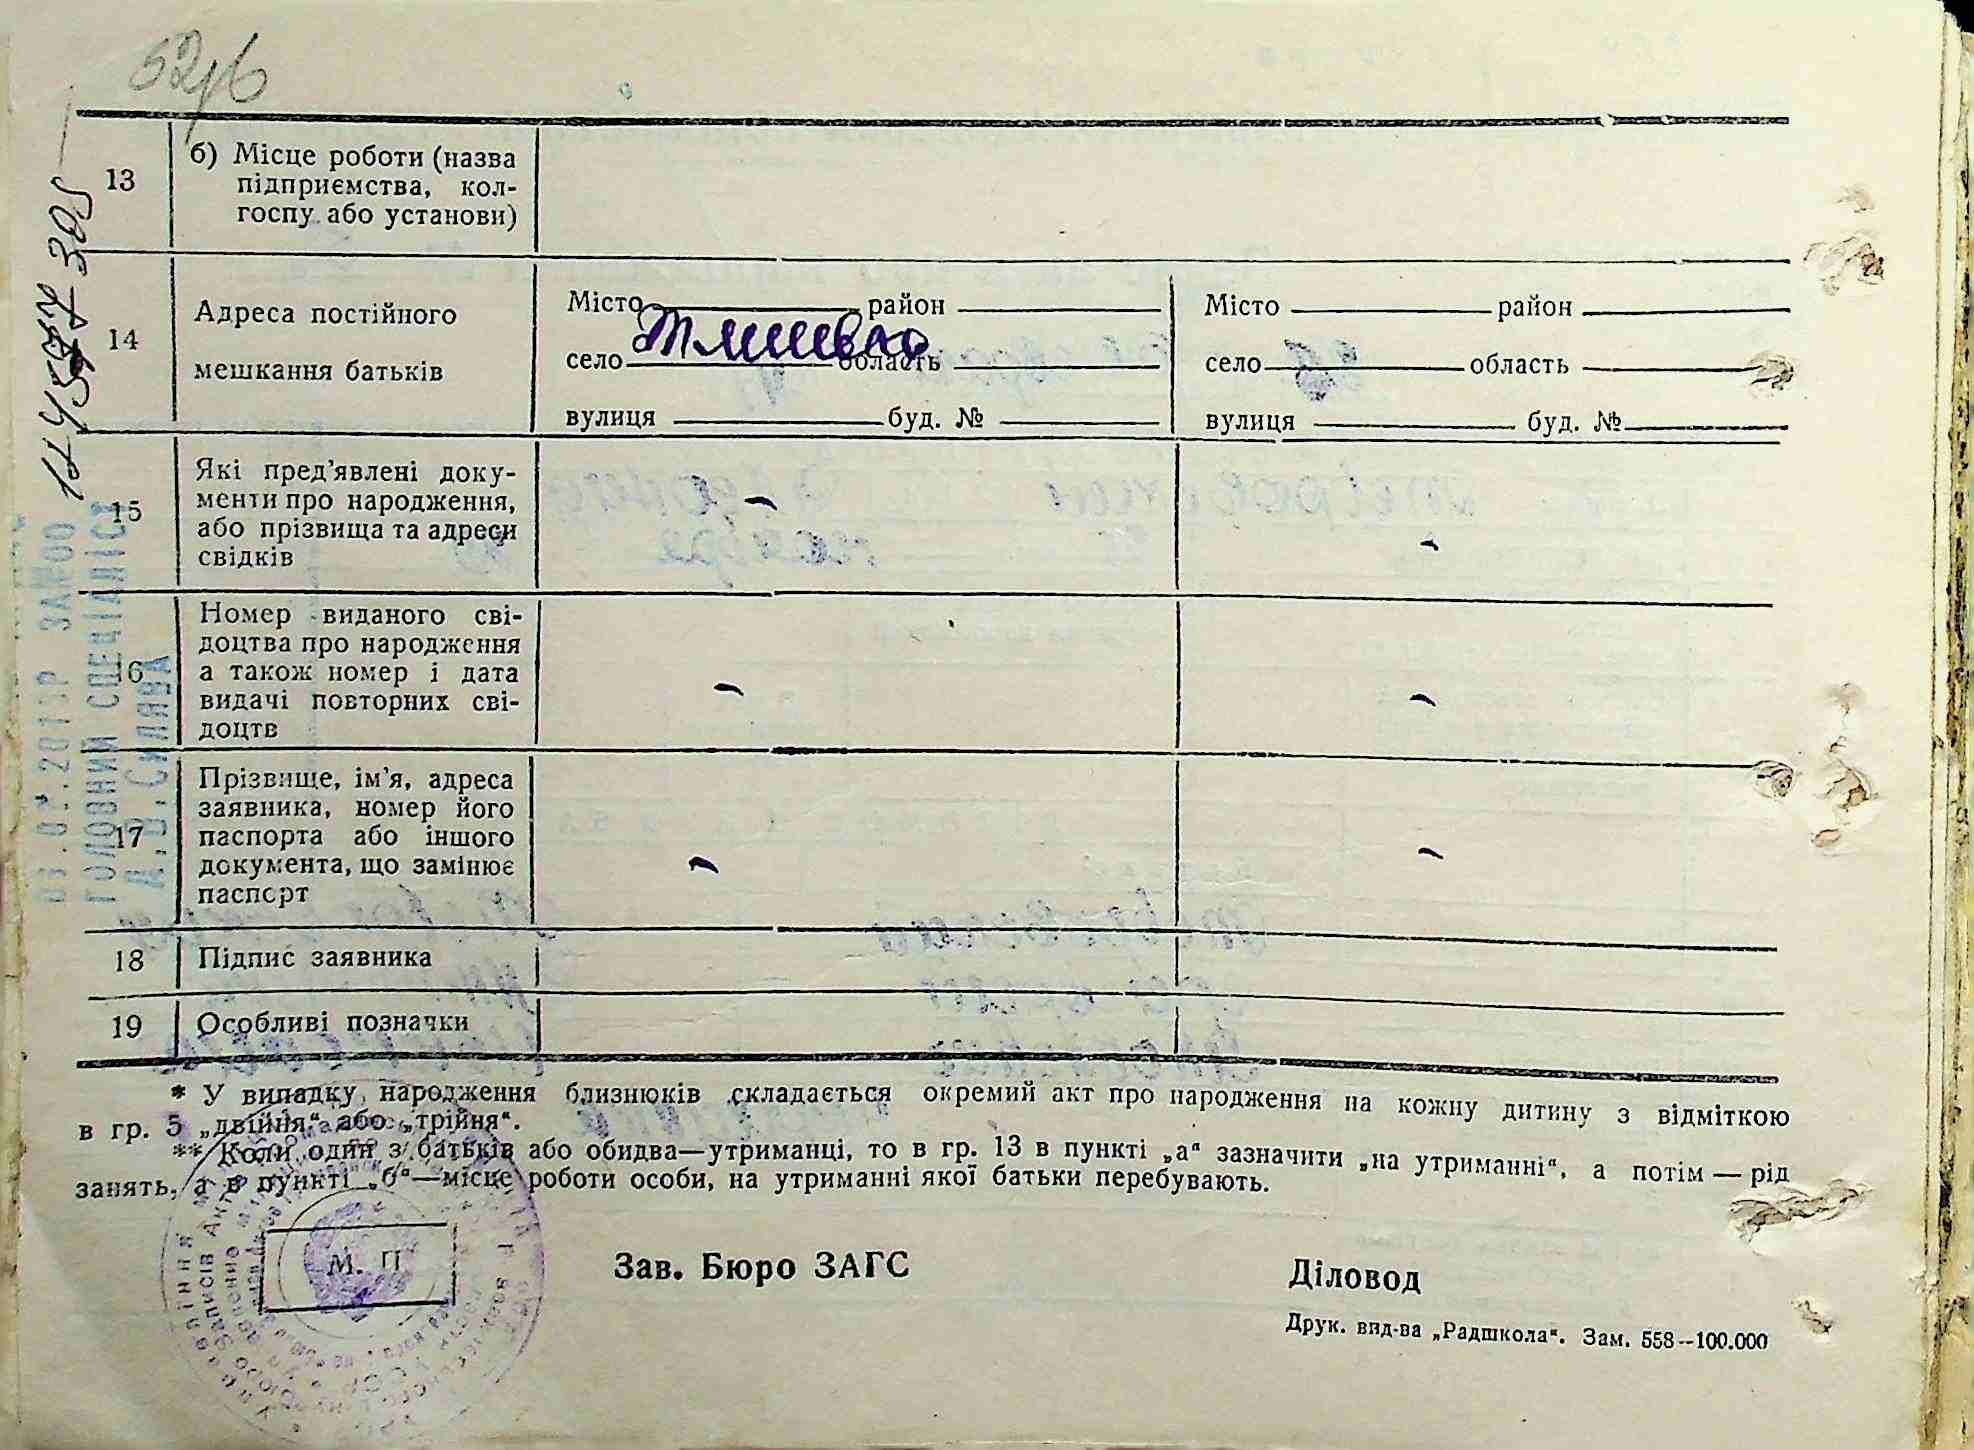 13
б) Місце роботи (назва
підприємства, кол-
госпу або установи)
14
Адреса постійного
мешкання батьків
Місто район
село область
вулиця буд. №
Місто район
село область
вулиця буд. №
15
Які пред’явлені доку-
менти про народження,
або прізвища та адреси
свідків
-
-
16
Номер виданого сві-
доцтва про народження
а також номер і дата
видачі повторних сві-
доцтв
-
-
17
Прізвище, ім’я, адреса
заявника, номер його
паспорта або іншого
документа, що замінює
паспорт
-
-
18
Підпис заявника
19
Особливі позначки
* У випадку народження близнюків складається окремий акт про народження на кожну дитину з відміткою
в гр. 5 „двійня“ або „трійня“.
** Коли один з батьків або обидва—утриманці, то в гр. 13 в пункті „а“ зазначити „на утриманні“, а потім — рід
занять, а в пункті „б“—місце роботи особи, на утриманні якої батьки перебувають.
М. П
Зав. Бюро ЗАГС
Діловод
Друк. вид-ва „Радшкола“. Зам. 558—100.000
ГОЛОВНИЙ СПЕЦІАЛІСТ